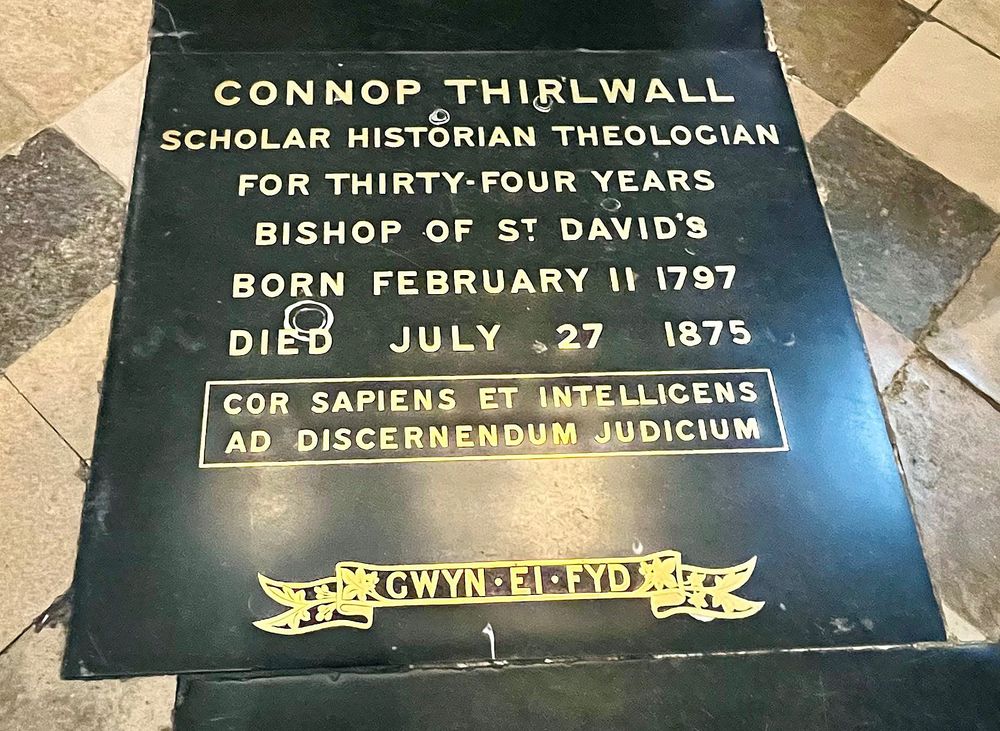 CONNOP THIRLWALL
SCHOLAR HISTORIAN THEOLOGIAN
FOR THIRTY-FOUR YEARS
BISHOP OF ST DAVID'S
BORN FEBRUARY 11 1797
DIED JULY 27 1875
COR SAPIENS ET INTELLIGENS
AD DISCERNENDUM JUDICIUM
GWYN·EI·FYD